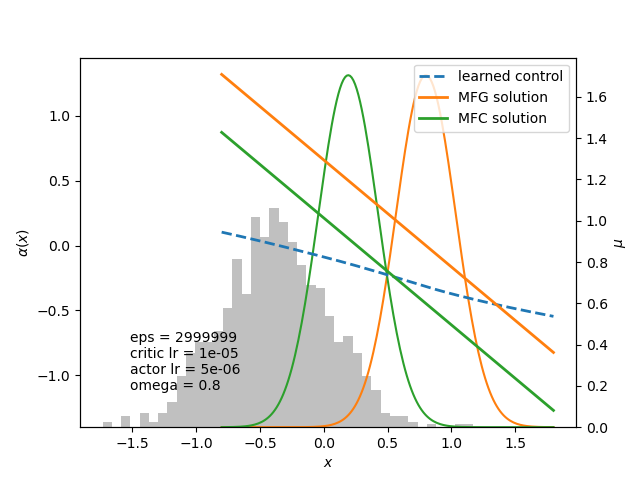 learned control
MFG solution
MFC solution
eps = 2999999
critic lr = 1e-05
actor lr = 5e-06
omega = 0.8
α(x)
1.0
0.5
0.0
−0.5
−1.0
μ
1.6
1.4
1.2
1.0
0.8
0.6
0.4
0.2
0.0
−1.5 −1.0 −0.5 0.0 0.5 1.0 1.5
x